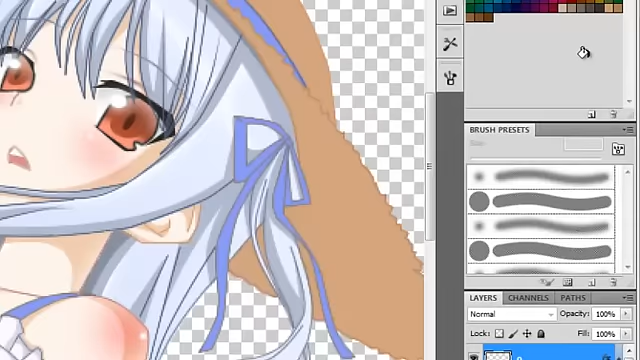 BRUSH PRESETS
LAYERS CHANNELS PATHS
Normal Opacity: 100%
Lock: Fill: 100%